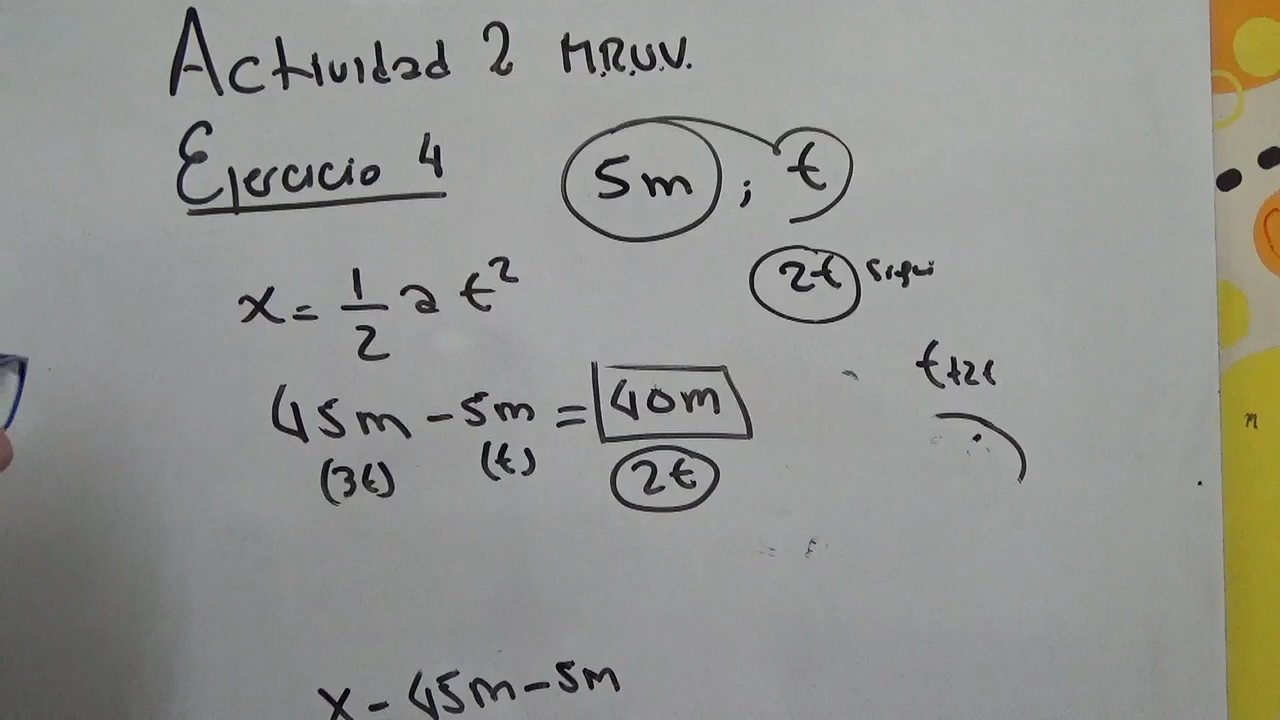 Actividad 2 M.R.U.V.
Ejercicio 4
5m ; t
2t
x = 1/2 a t²
t+2t
45m - 5m = 40m
(3t) (t) 2t
x - 45m - 5m